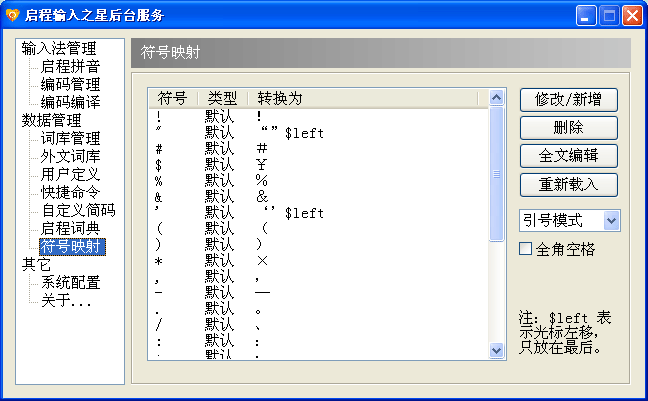 启程输入之星后台服务
输入法管理
启程拼音
编码管理
编码编译
数据管理
词库管理
外文词库
用户定义
快捷命令
自定义简码
启程词典
符号映射
其它
系统配置
关于...
符号映射
符号 类型 转换为
! 默认 ！
" 默认 “”$left
# 默认 ＃
$ 默认 ￥
% 默认 ％
& 默认 ＆
' 默认 ‘’$left
( 默认 （
) 默认 ）
* 默认 ×
, 默认 ，
- 默认 —
. 默认 。
/ 默认 、
: 默认 ：
; 默认 ；
修改/新增
删除
全文编辑
重新载入
引号模式
全角空格
注: $left 表
示光标左移，
只放在最后。